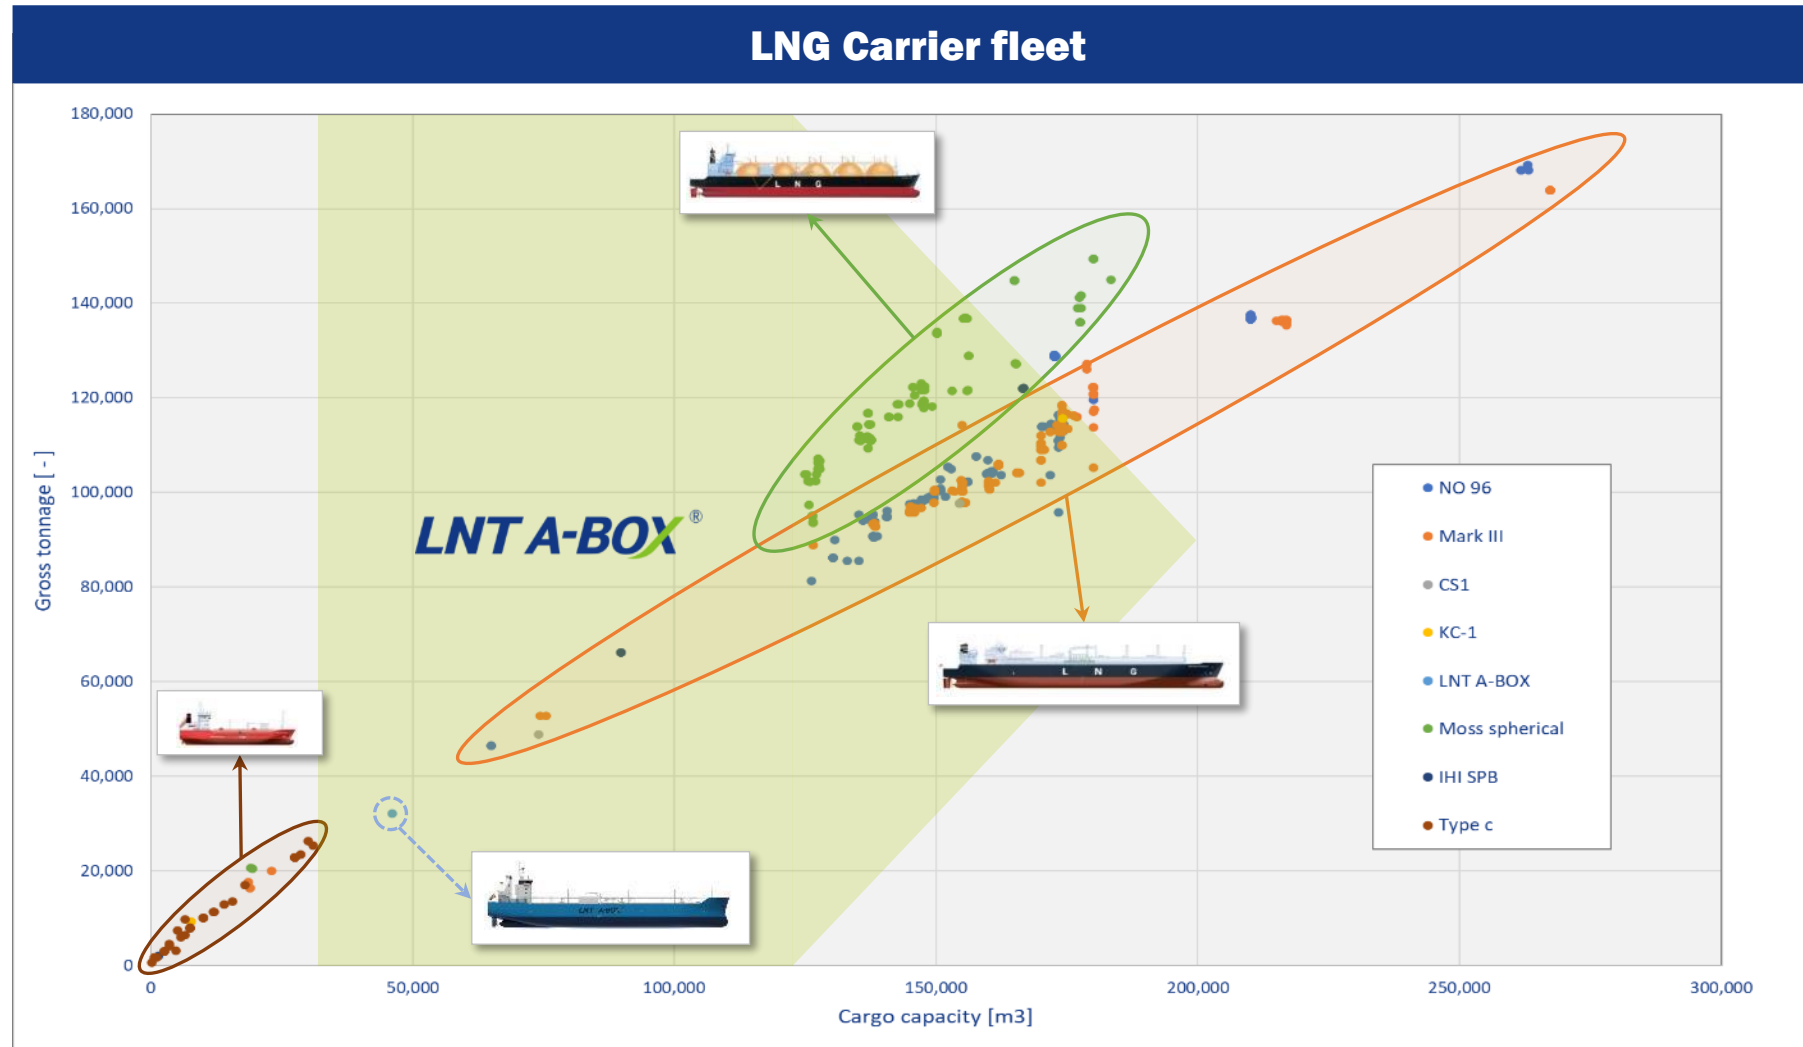 LNG Carrier fleet
180,000
160,000
140,000
120,000
100,000
80,000
60,000
40,000
20,000
0
Gross tonnage [ - ]
0
50,000
100,000
150,000
200,000
250,000
300,000
Cargo capacity [m3]
L N G
LNT A-BOX®
L N G
LNT A-BOX
NO 96
Mark III
CS1
KC-1
LNT A-BOX
Moss spherical
IHI SPB
Type c